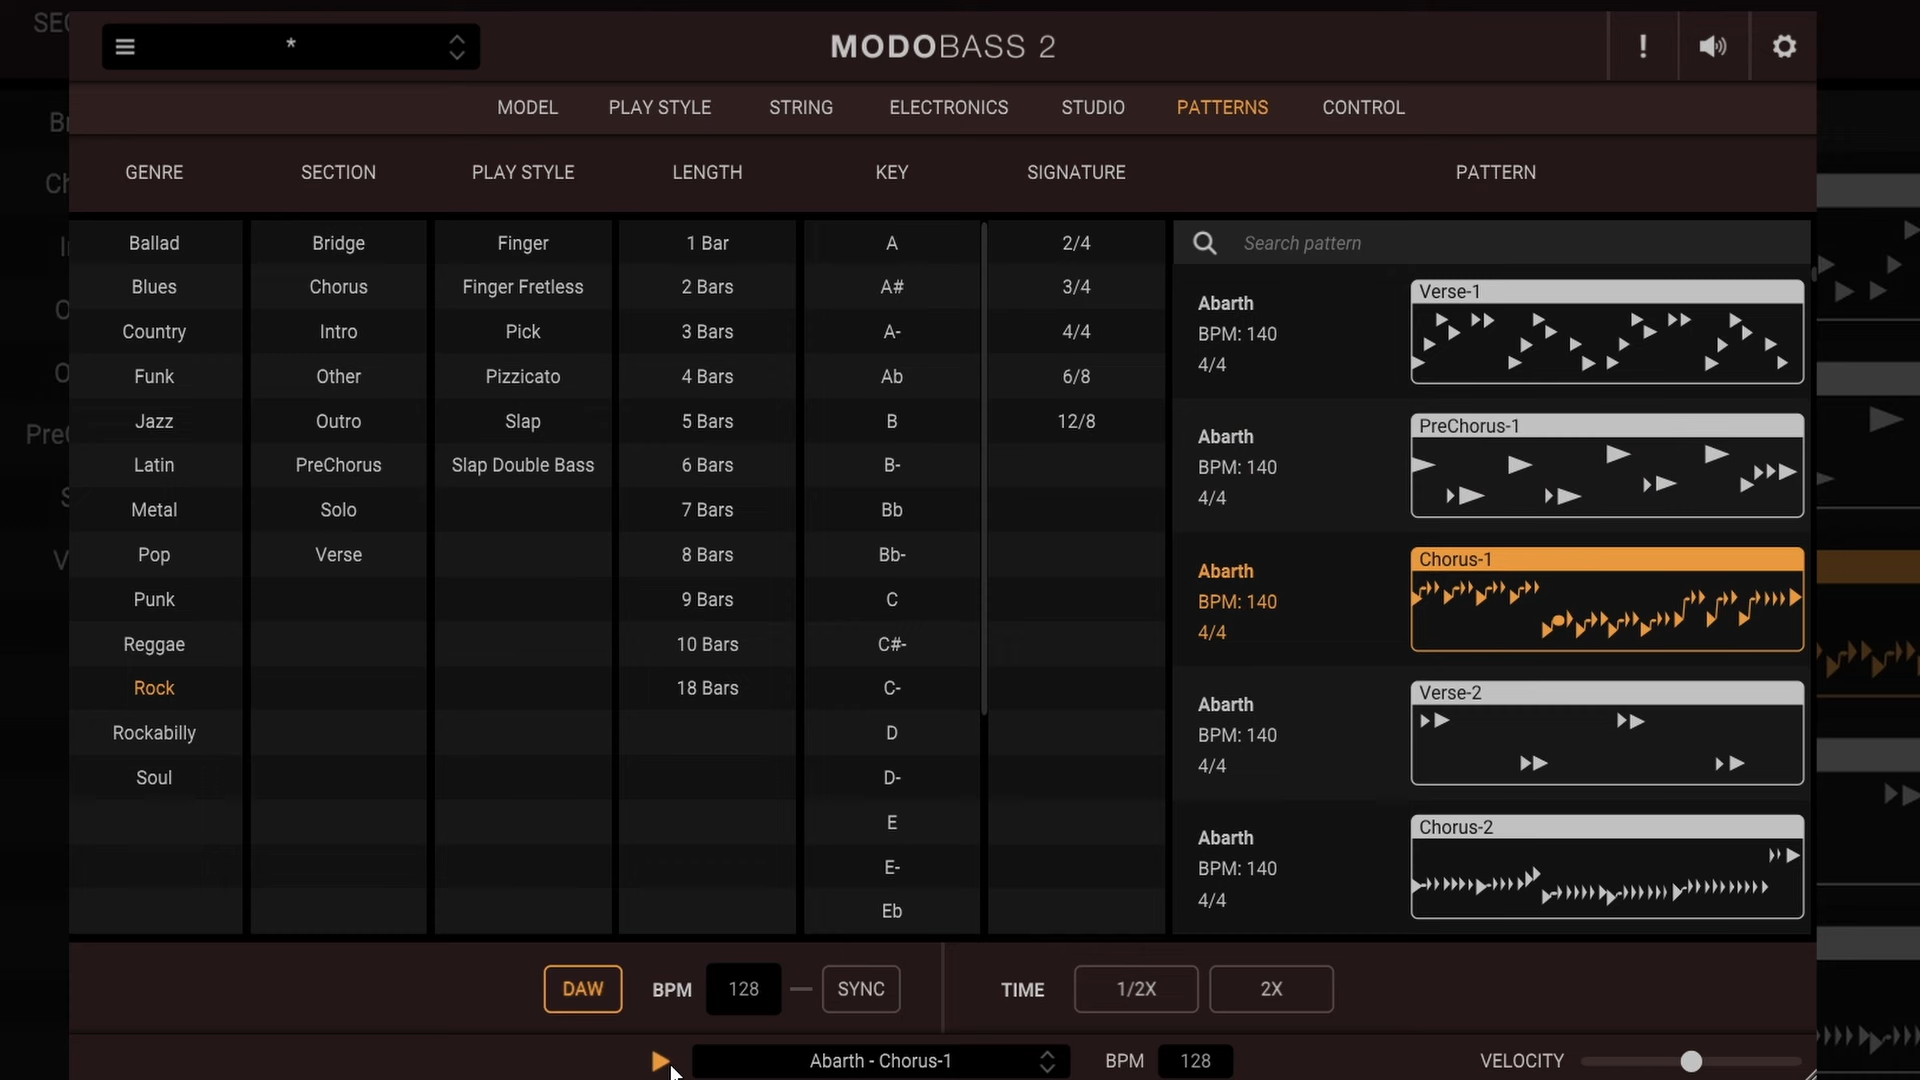 *
MODOBASS 2
!
MODEL PLAY STYLE STRING ELECTRONICS STUDIO PATTERNS CONTROL
GENRE SECTION PLAY STYLE LENGTH KEY SIGNATURE PATTERN
Ballad
Blues
Country
Funk
Jazz
Latin
Metal
Pop
Punk
Reggae
Rock
Rockabilly
Soul
Bridge
Chorus
Intro
Other
Outro
PreChorus
Solo
Verse
Finger
Finger Fretless
Pick
Pizzicato
Slap
Slap Double Bass
1 Bar
2 Bars
3 Bars
4 Bars
5 Bars
6 Bars
7 Bars
8 Bars
9 Bars
10 Bars
18 Bars
A
A#
A-
Ab
B
B-
Bb
Bb-
C
C#-
C-
D
D-
E
E-
Eb
2/4
3/4
4/4
6/8
12/8
Search pattern
Abarth
BPM: 140
4/4
Verse-1
Abarth
BPM: 140
4/4
PreChorus-1
Abarth
BPM: 140
4/4
Chorus-1
Abarth
BPM: 140
4/4
Verse-2
Abarth
BPM: 140
4/4
Chorus-2
DAW BPM 128 SYNC TIME 1/2X 2X
Abarth - Chorus-1 BPM 128 VELOCITY